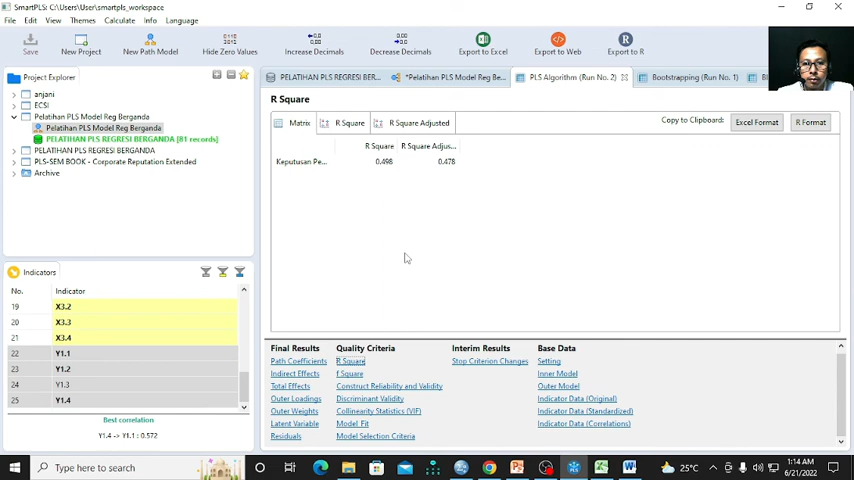 SmartPLS: C:\Users\User\smartpls_workspace
File Edit View Themes Calculate Info Language
Save New Project New Path Model Hide Zero Values Increase Decimals Decrease Decimals Export to Excel Export to Web Export to R
Project Explorer
anjani
ECSI
Pelatihan PLS Model Reg Berganda
Pelatihan PLS Model Reg Berganda
PELATIHAN PLS REGRESI BERGANDA [81 records]
PELATIHAN PLS REGRESI BERGANDA
PLS-SEM BOOK - Corporate Reputation Extended
Archive
Indicators
No. Indicator
19 X3.2
20 X3.3
21 X3.4
22 Y1.1
23 Y1.2
24 Y1.3
25 Y1.4
Best correlation
Y1.4 -> Y1.1 : 0.572
PELATIHAN PLS REGRESI BER... *Pelatihan PLS Model Reg Be... PLS Algorithm (Run No. 2) Bootstrapping (Run No. 1) Bl
R Square
Matrix R Square R Square Adjusted Copy to Clipboard: Excel Format R Format
R Square R Square Adjus...
Keputusan Pe... 0.498 0.478
Final Results Quality Criteria Interim Results Base Data
Path Coefficients R Square Stop Criterion Changes Setting
Indirect Effects f Square Inner Model
Total Effects Construct Reliability and Validity Outer Model
Outer Loadings Discriminant Validity Indicator Data (Original)
Outer Weights Collinearity Statistics (VIF) Indicator Data (Standardized)
Latent Variable Model Fit Indicator Data (Correlations)
Residuals Model Selection Criteria
Type here to search
25°C
1:14 AM
6/21/2022